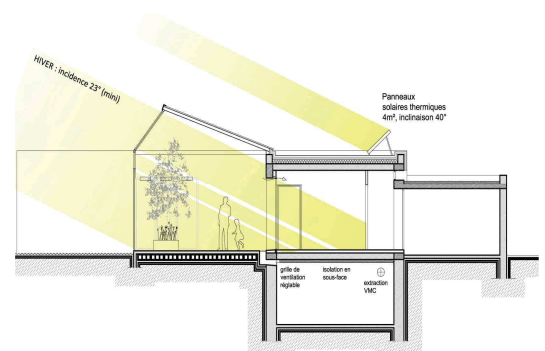 HIVER : incidence 23° (mini)
Panneaux
solaires thermiques
4m², inclinaison 40°
grille de
ventilation
réglable
isolation en
sous-face
extraction
VMC